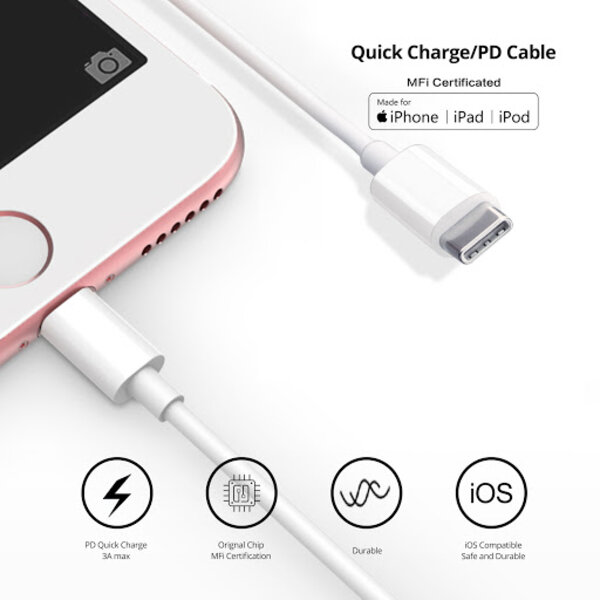 Quick Charge/PD Cable
MFi Certificated
Made for
iPhone | iPad | iPod
iOS
PD Quick Charge
3A max
Orignal Chip
MFi Certification
Durable
iOS Compatible
Safe and Durable